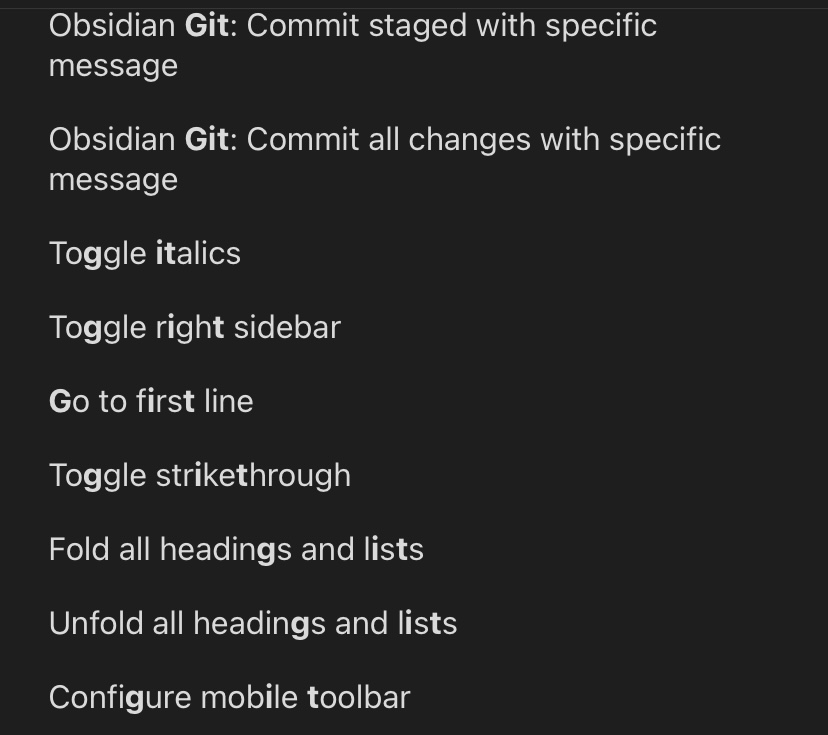 Obsidian Git: Commit staged with specific
message
Obsidian Git: Commit all changes with specific
message
Toggle italics
Toggle right sidebar
Go to first line
Toggle strikethrough
Fold all headings and lists
Unfold all headings and lists
Configure mobile toolbar